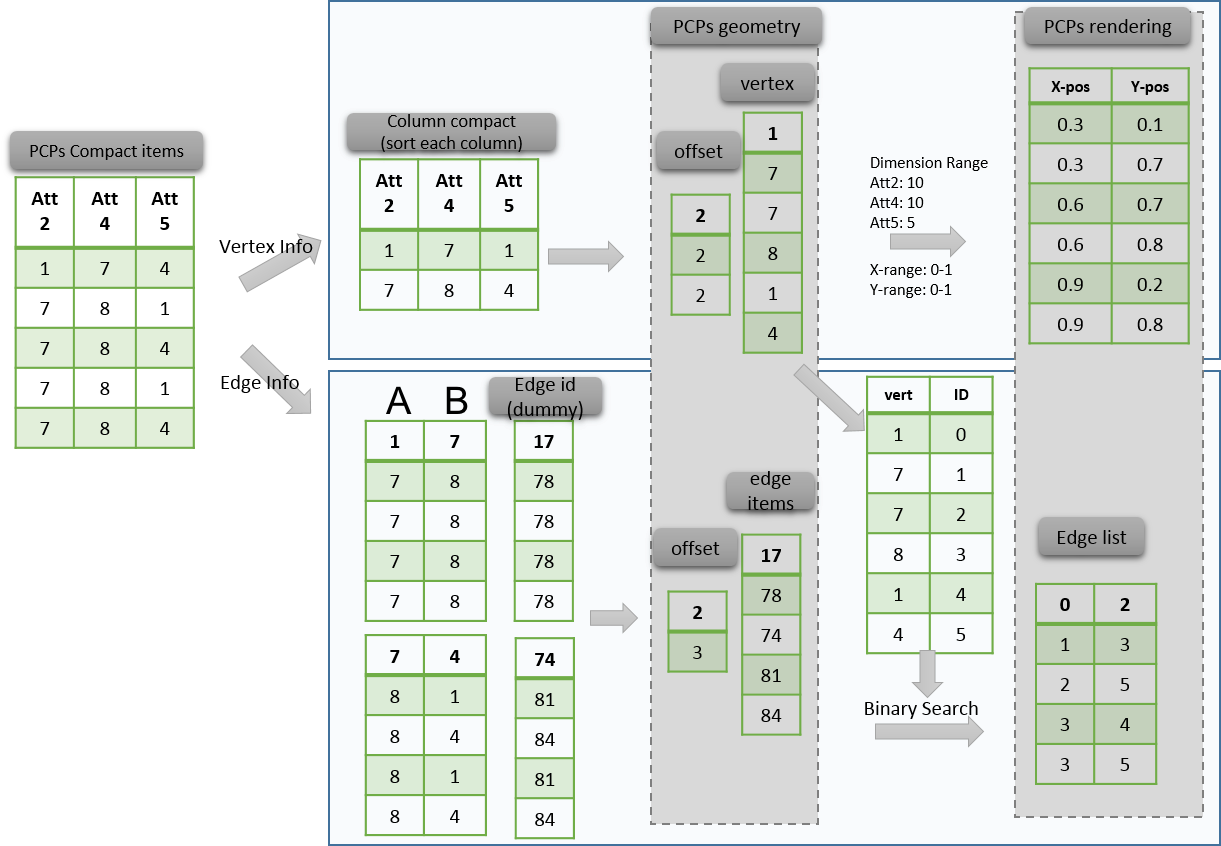 PCPs Compact items
Att 2 Att 4 Att 5
1 7 4
7 8 1
7 8 4
7 8 1
7 8 4
Vertex Info
Edge Info
Column compact
(sort each column)
Att 2 Att 4 Att 5
1 7 1
7 8 4
PCPs geometry
vertex
offset
2
2
2
1
7
7
8
1
4
Dimension Range
Att2: 10
Att4: 10
Att5: 5
X-range: 0-1
Y-range: 0-1
PCPs rendering
X-pos Y-pos
0.3 0.1
0.3 0.7
0.6 0.7
0.6 0.8
0.9 0.2
0.9 0.8
A B
1 7
7 8
7 8
7 8
7 8
7 4
8 1
8 4
8 1
8 4
Edge id
(dummy)
17
78
78
78
78
74
81
84
81
84
offset
2
3
edge
items
17
78
74
81
84
vert ID
1 0
7 1
7 2
8 3
1 4
4 5
Binary Search
Edge list
0 2
1 3
2 5
3 4
3 5